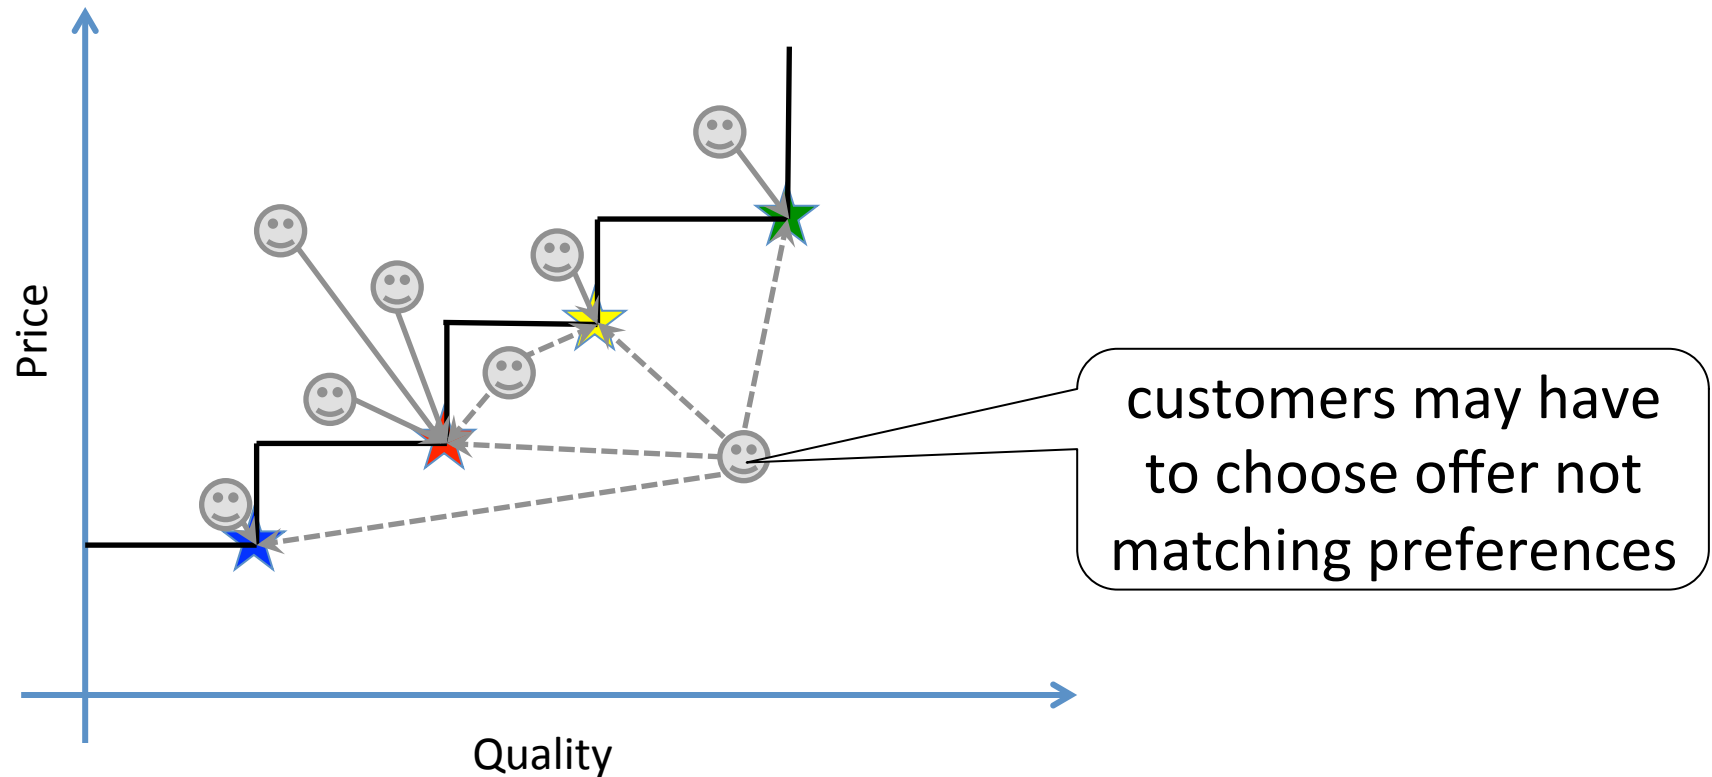 Price
customers may have
to choose offer not
matching preferences
Quality